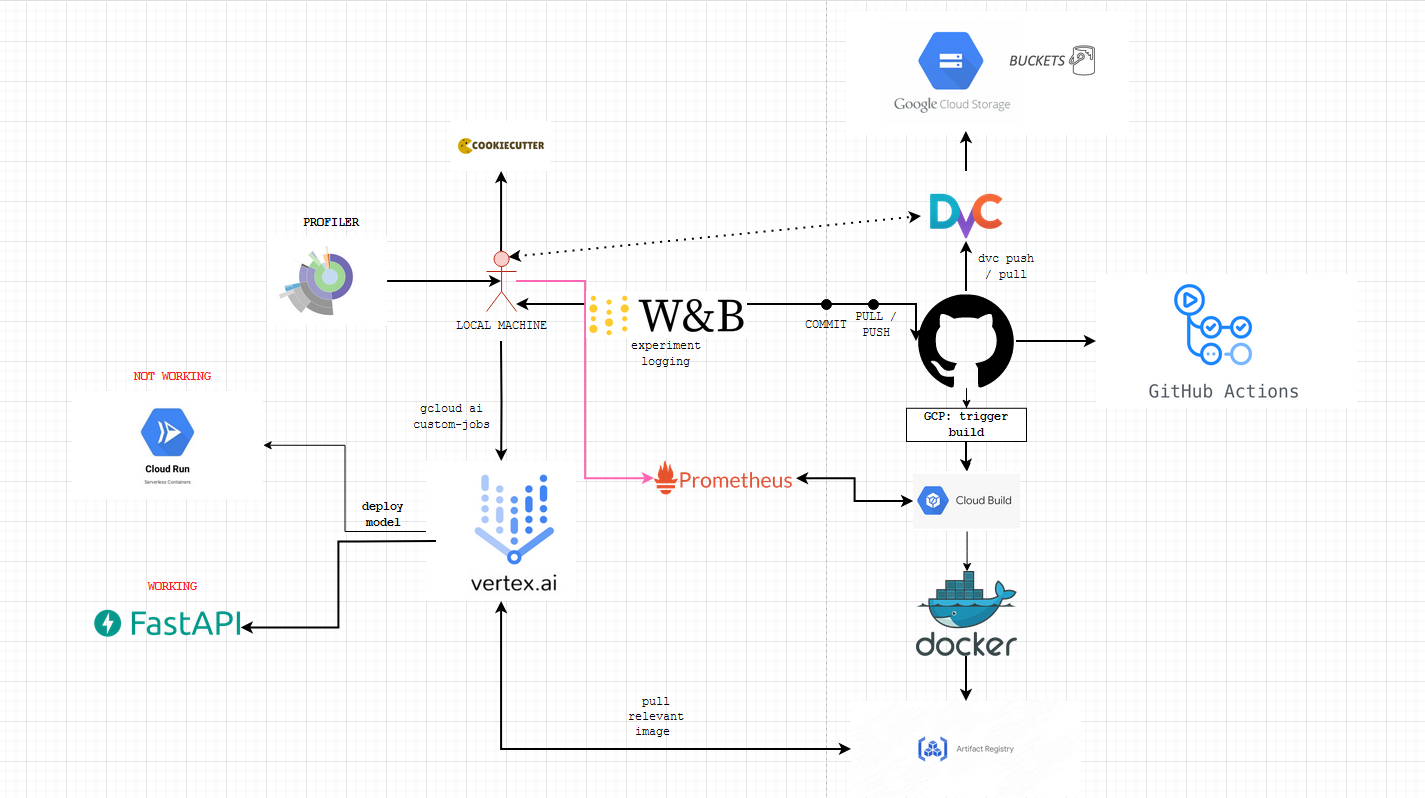 BUCKETS
Google Cloud Storage
COOKIECUTTER
DVC
PROFILER
dvc push
/ pull
LOCAL MACHINE
W&B
experiment
logging
COMMIT
PULL /
PUSH
GitHub Actions
NOT WORKING
Cloud Run
Serverless Containers
gcloud ai
custom-jobs
GCP: trigger
build
Prometheus
Cloud Build
deploy
model
vertex.ai
WORKING
FastAPI
docker
pull
relevant
image
Artifact Registry